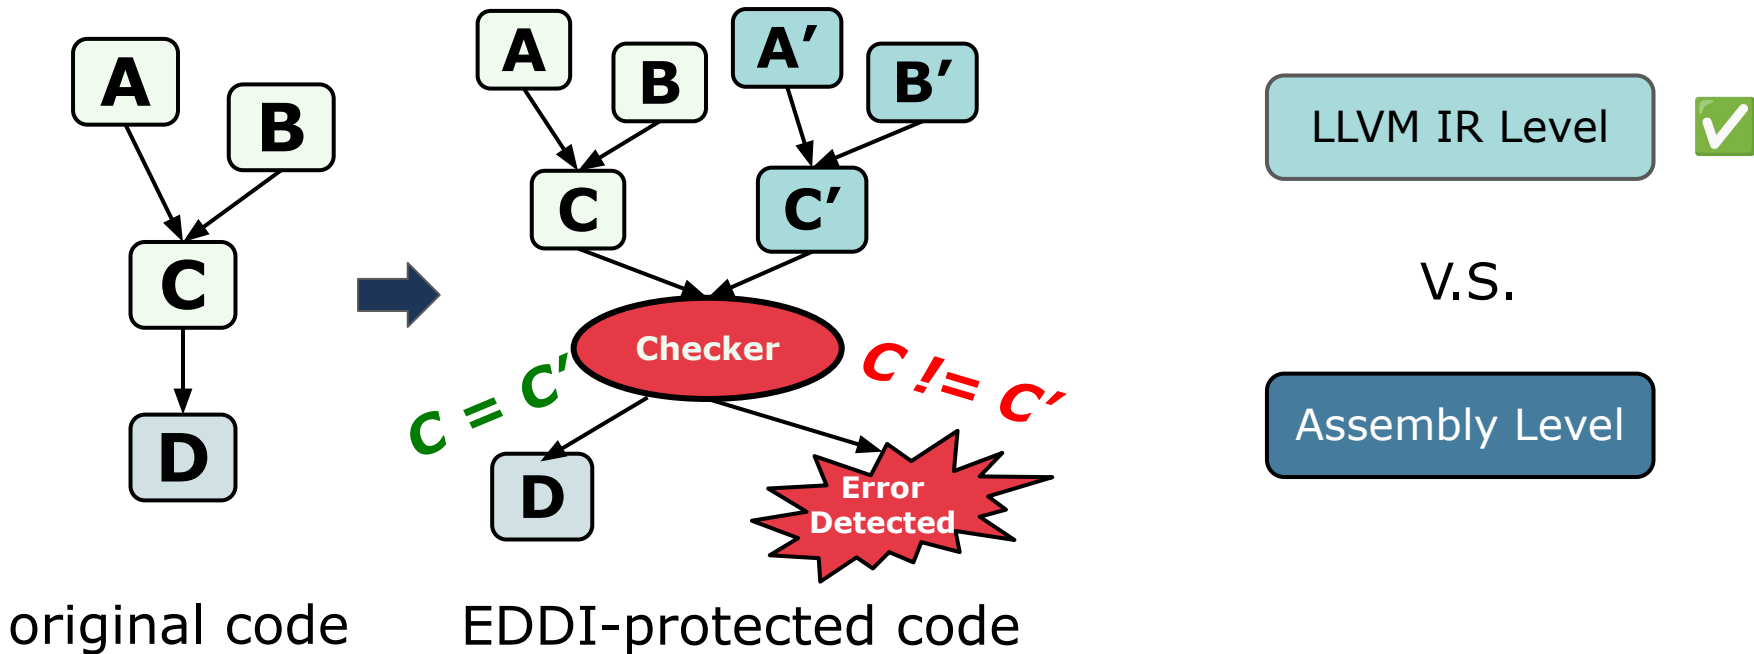 A
B
C
D
original code
A
B
A′
B′
C
C′
Checker
C = C′
C != C′
D
Error
Detected
EDDI-protected code
LLVM IR Level
✅
V.S.
Assembly Level